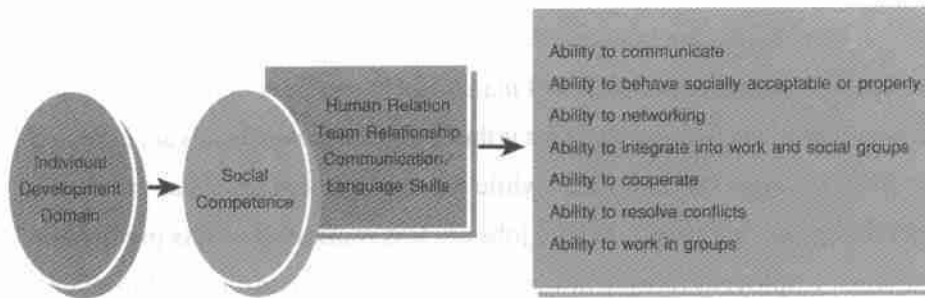 Individual
Development
Domain
Social
Competence
Human Relation
Team Relationship
Communication/
Language Skills
Ability to communicate
Ability to behave socially acceptable or properly
Ability to networking
Ability to integrate into work and social groups
Ability to cooperate
Ability to resolve conflicts
Ability to work in groups